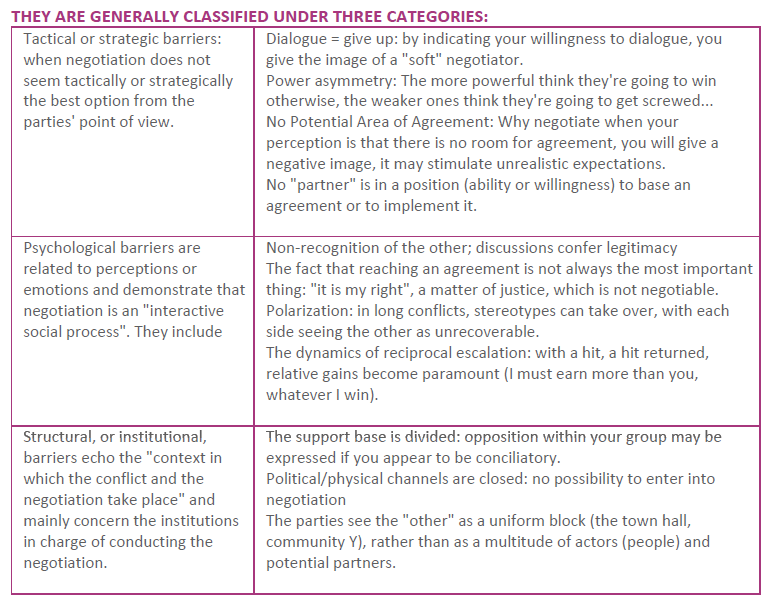 THEY ARE GENERALLY CLASSIFIED UNDER THREE CATEGORIES:
Tactical or strategic barriers:
when negotiation does not
seem tactically or strategically
the best option from the
parties' point of view.
Dialogue = give up: by indicating your willingness to dialogue, you
give the image of a "soft" negotiator.
Power asymmetry: The more powerful think they're going to win
otherwise, the weaker ones think they're going to get screwed...
No Potential Area of Agreement: Why negotiate when your
perception is that there is no room for agreement, you will give a
negative image, it may stimulate unrealistic expectations.
No "partner" is in a position (ability or willingness) to base an
agreement or to implement it.
Psychological barriers are
related to perceptions or
emotions and demonstrate that
negotiation is an "interactive
social process". They include
Non-recognition of the other; discussions confer legitimacy
The fact that reaching an agreement is not always the most important
thing: "it is my right", a matter of justice, which is not negotiable.
Polarization: in long conflicts, stereotypes can take over, with each
side seeing the other as unrecoverable.
The dynamics of reciprocal escalation: with a hit, a hit returned,
relative gains become paramount (I must earn more than you,
whatever I win).
Structural, or institutional,
barriers echo the "context in
which the conflict and the
negotiation take place" and
mainly concern the institutions
in charge of conducting the
negotiation.
The support base is divided: opposition within your group may be
expressed if you appear to be conciliatory.
Political/physical channels are closed: no possibility to enter into
negotiation
The parties see the "other" as a uniform block (the town hall,
community Y), rather than as a multitude of actors (people) and
potential partners.